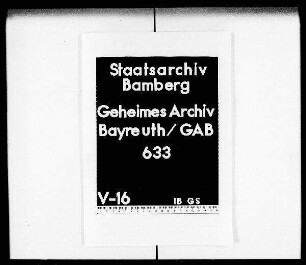 Staatsarchiv
Bamberg
Geheimes Archiv
Bayreuth/GAB
633
V-16 IB GS